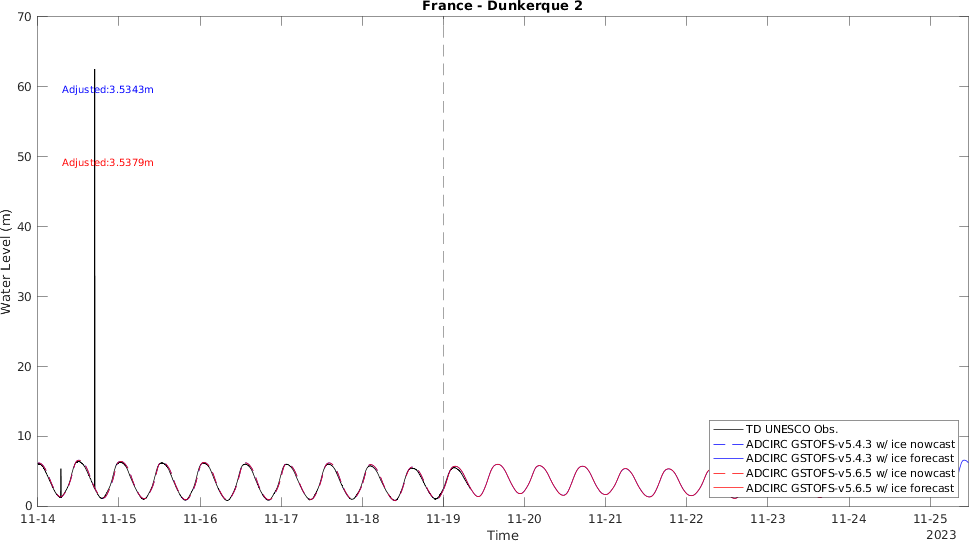 France - Dunkerque 2
70
60
50
40
30
20
10
0
Water Level (m)
Adjusted:3.5343m
Adjusted:3.5379m
TD UNESCO Obs.
ADCIRC GSTOFS-v5.4.3 w/ ice nowcast
ADCIRC GSTOFS-v5.4.3 w/ ice forecast
ADCIRC GSTOFS-v5.6.5 w/ ice nowcast
ADCIRC GSTOFS-v5.6.5 w/ ice forecast
11-14 11-15 11-16 11-17 11-18 11-19 11-20 11-21 11-22 11-23 11-24 11-25
Time
2023